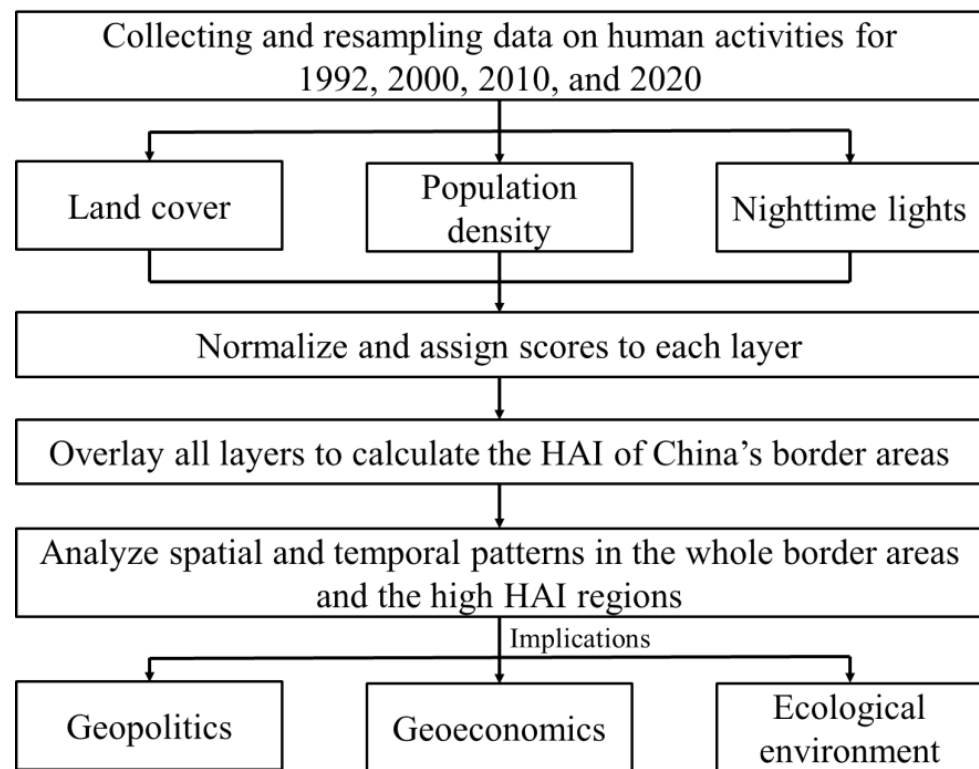 Collecting and resampling data on human activities for
1992, 2000, 2010, and 2020
Land cover
Population
density
Nighttime lights
Normalize and assign scores to each layer
Overlay all layers to calculate the HAI of China’s border areas
Analyze spatial and temporal patterns in the whole border areas
and the high HAI regions
Implications
Geopolitics
Geoeconomics
Ecological
environment